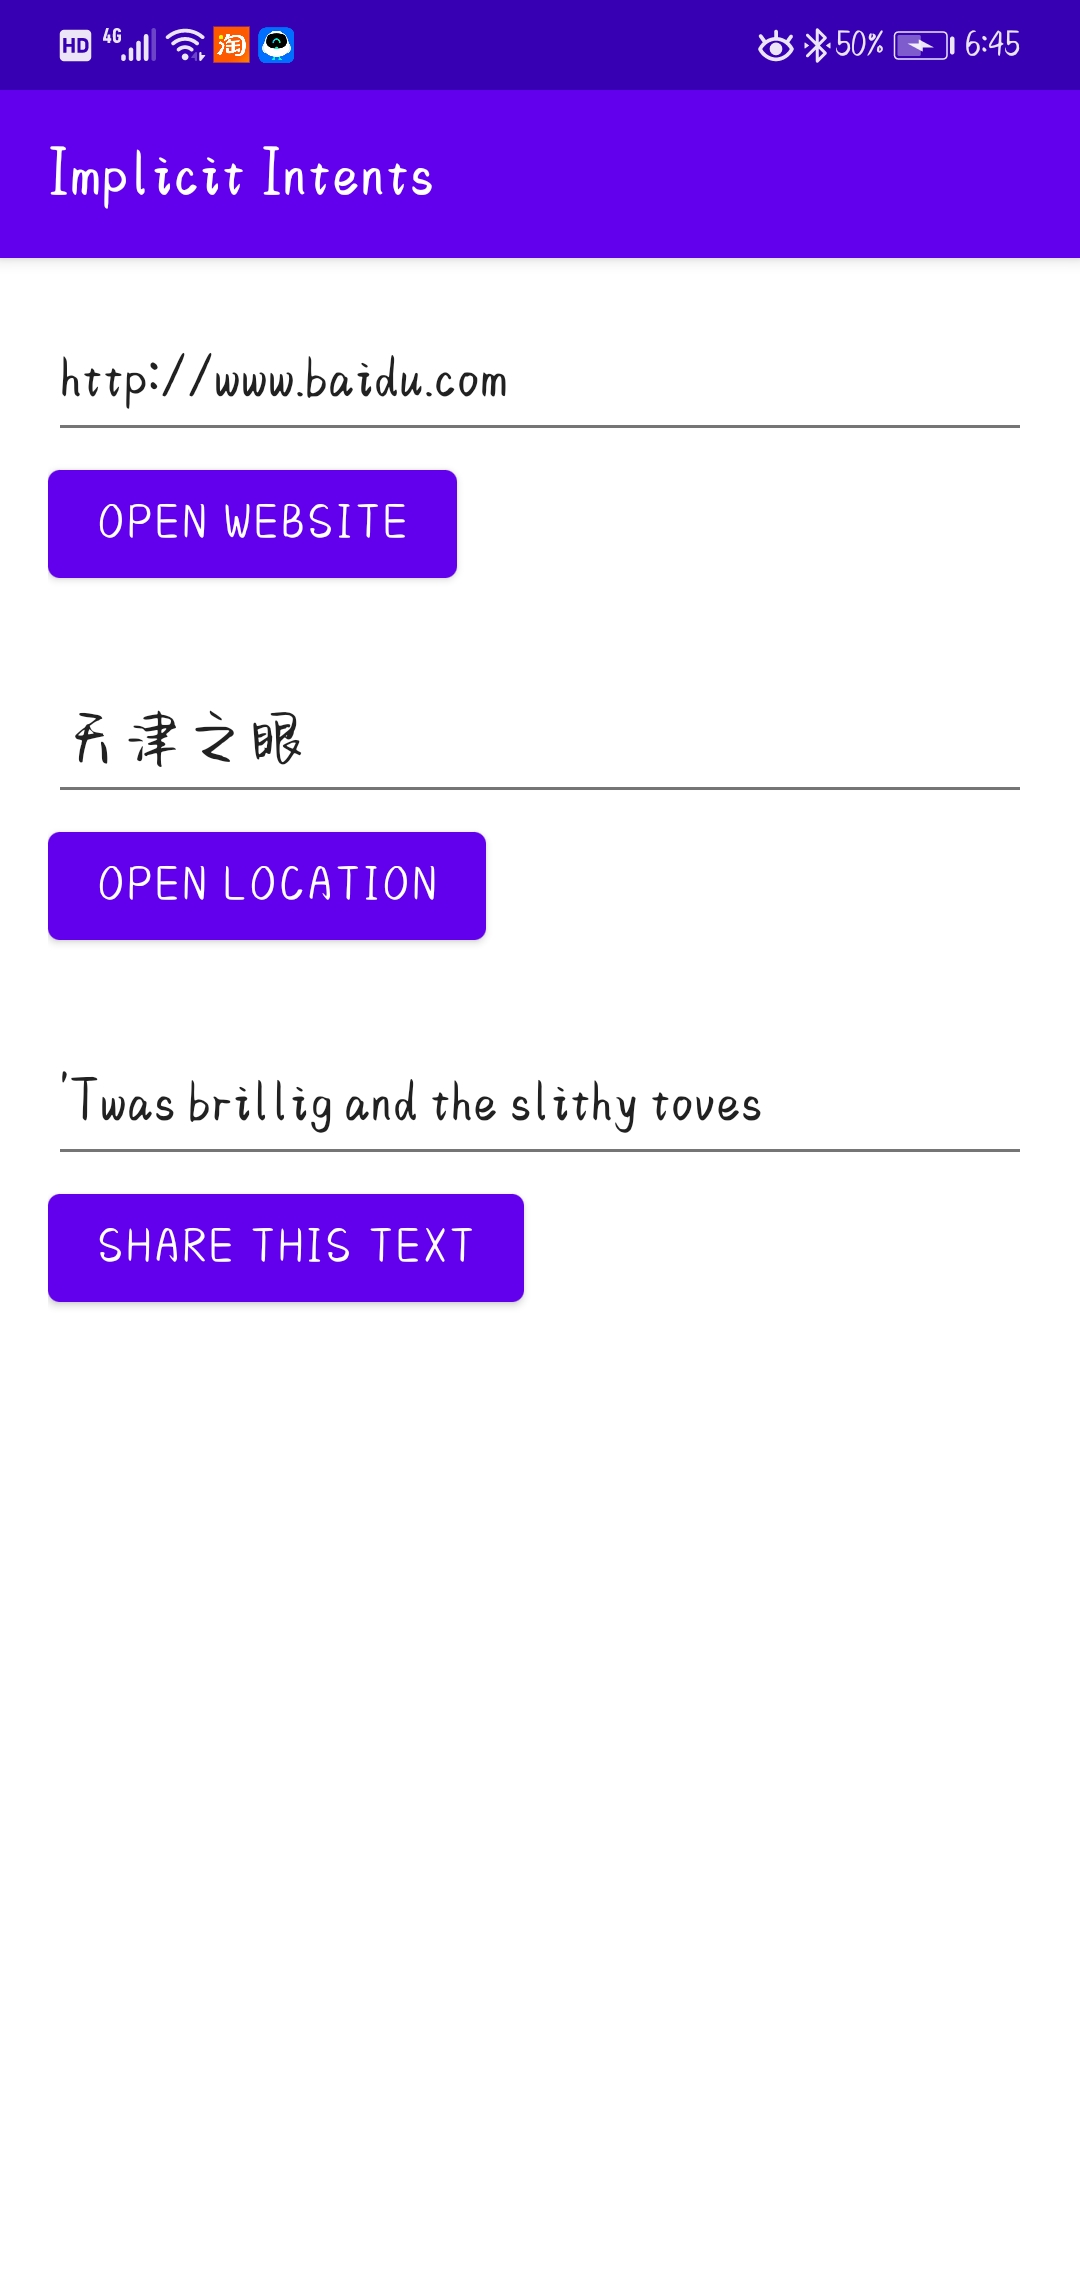 HD 4G 淘 50% 6:45
Implicit Intents
http://www.baidu.com
OPEN WEBSITE
天津之眼
OPEN LOCATION
'Twas brillig and the slithy toves
SHARE THIS TEXT